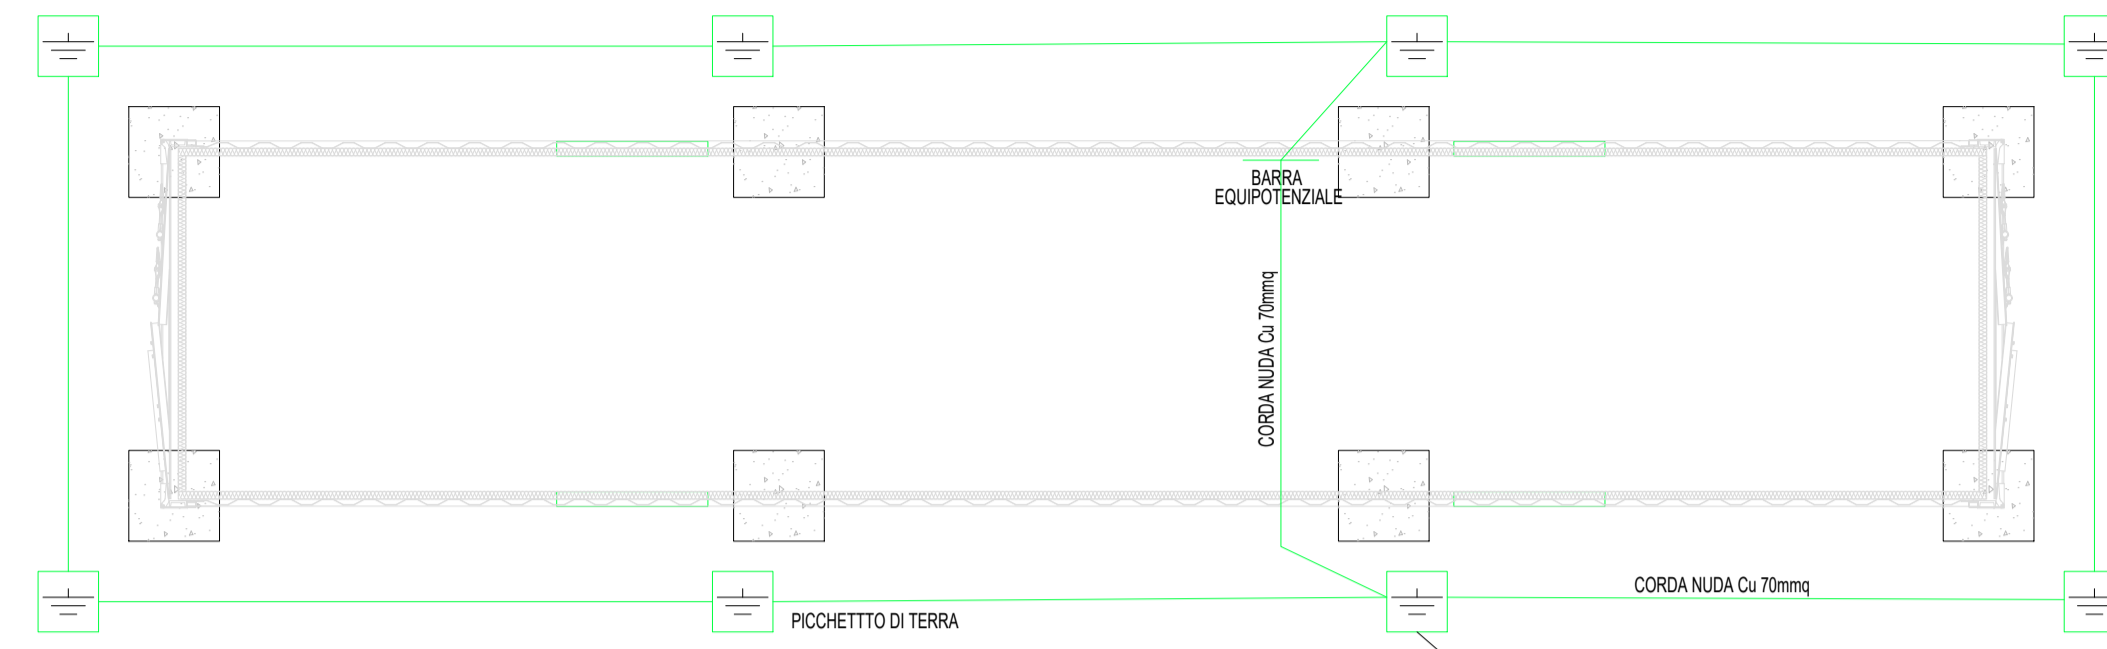 BARRA
EQUIPOTENZIALE
CORDA NUDA Cu 70mmq
CORDA NUDA Cu 70mmq
PICCHETTTO DI TERRA